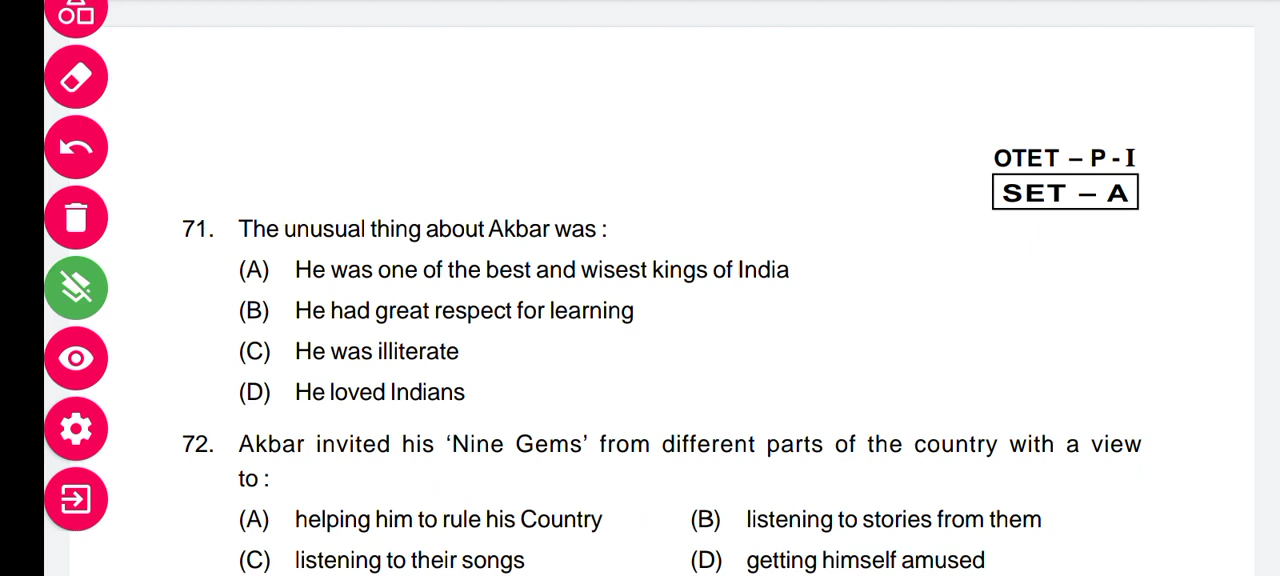 OTET – P - I
SET – A
71. The unusual thing about Akbar was :
(A) He was one of the best and wisest kings of India
(B) He had great respect for learning
(C) He was illiterate
(D) He loved Indians
72. Akbar invited his ‘Nine Gems’ from different parts of the country with a view
to :
(A) helping him to rule his Country (B) listening to stories from them
(C) listening to their songs (D) getting himself amused